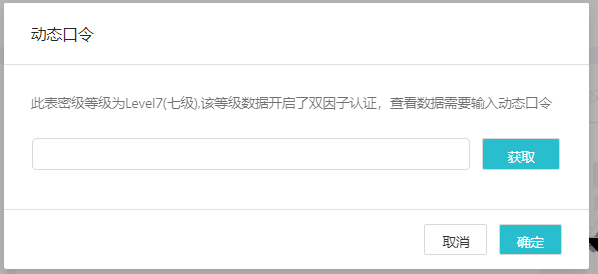 动态口令
此表密级等级为Level7(七级),该等级数据开启了双因子认证，查看数据需要输入动态口令
获取
取消
确定